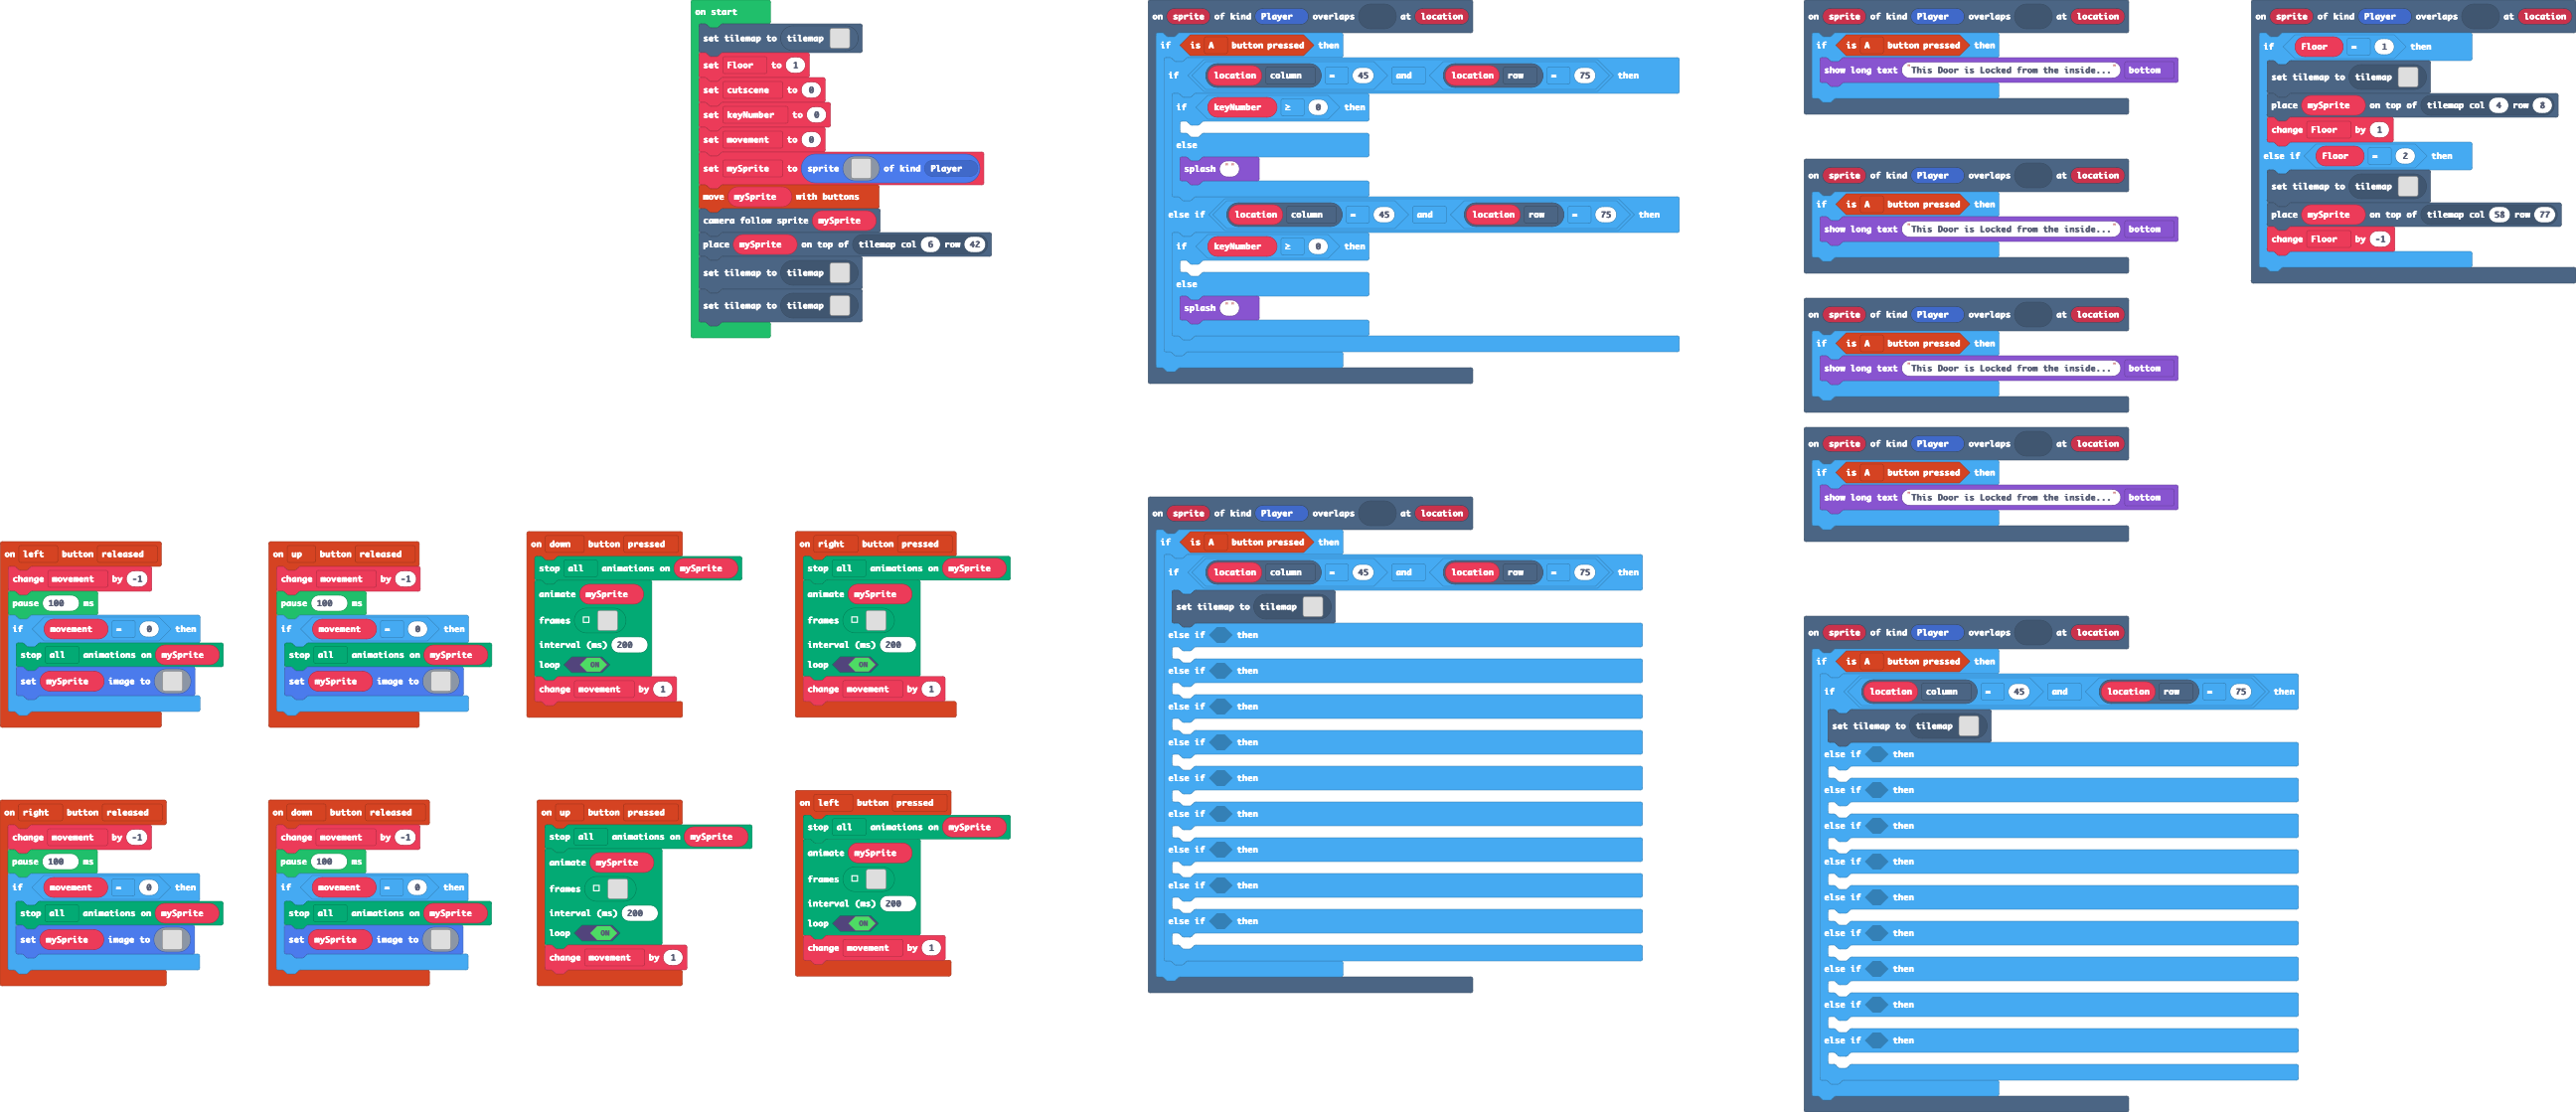 on start
set tilemap to tilemap
set Floor to 1
set cutscene to 0
set keyNumber to 0
set movement to 0
set mySprite to sprite of kind Player
move mySprite with buttons
camera follow sprite mySprite
place mySprite on top of tilemap col 6 row 42
set tilemap to tilemap
set tilemap to tilemap
on sprite of kind Player overlaps at location
if is A button pressed then
if location column = 45 and location row = 75 then
if keyNumber ≥ 0 then
else
splash " "
else if location column = 45 and location row = 75 then
if keyNumber ≥ 0 then
else
splash " "
on sprite of kind Player overlaps at location
if is A button pressed then
show long text "This Door is Locked from the inside..." bottom
on sprite of kind Player overlaps at location
if is A button pressed then
show long text "This Door is Locked from the inside..." bottom
on sprite of kind Player overlaps at location
if is A button pressed then
show long text "This Door is Locked from the inside..." bottom
on sprite of kind Player overlaps at location
if is A button pressed then
show long text "This Door is Locked from the inside..." bottom
on sprite of kind Player overlaps at location
if Floor = 1 then
set tilemap to tilemap
place mySprite on top of tilemap col 4 row 8
change Floor by 1
else if Floor = 2 then
set tilemap to tilemap
place mySprite on top of tilemap col 58 row 77
change Floor by -1
on left button released
change movement by -1
pause 100 ms
if movement = 0 then
stop all animations on mySprite
set mySprite image to
on up button released
change movement by -1
pause 100 ms
if movement = 0 then
stop all animations on mySprite
set mySprite image to
on down button pressed
stop all animations on mySprite
animate mySprite
frames
interval (ms) 200
loop ON
change movement by 1
on right button pressed
stop all animations on mySprite
animate mySprite
frames
interval (ms) 200
loop ON
change movement by 1
on right button released
change movement by -1
pause 100 ms
if movement = 0 then
stop all animations on mySprite
set mySprite image to
on down button released
change movement by -1
pause 100 ms
if movement = 0 then
stop all animations on mySprite
set mySprite image to
on up button pressed
stop all animations on mySprite
animate mySprite
frames
interval (ms) 200
loop ON
change movement by 1
on left button pressed
stop all animations on mySprite
animate mySprite
frames
interval (ms) 200
loop ON
change movement by 1
on sprite of kind Player overlaps at location
if is A button pressed then
if location column = 45 and location row = 75 then
set tilemap to tilemap
else if then
else if then
else if then
else if then
else if then
else if then
else if then
else if then
else if then
on sprite of kind Player overlaps at location
if is A button pressed then
if location column = 45 and location row = 75 then
set tilemap to tilemap
else if then
else if then
else if then
else if then
else if then
else if then
else if then
else if then
else if then